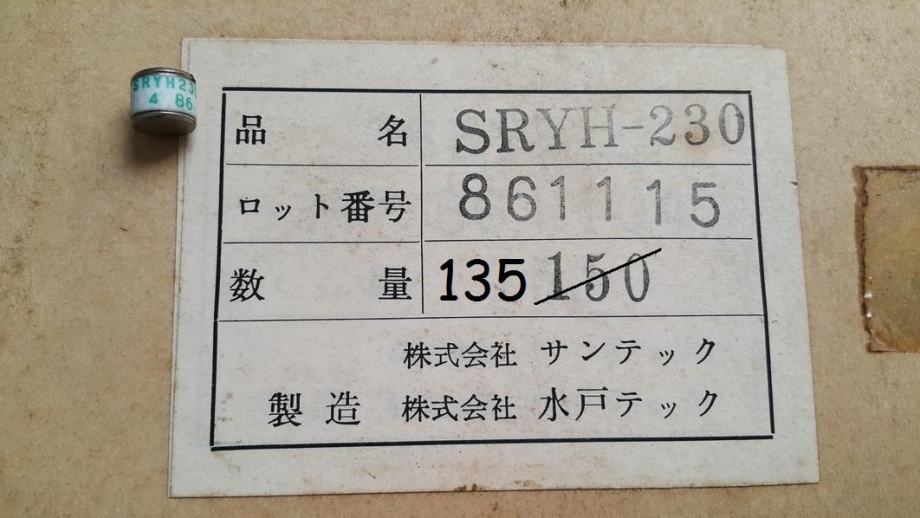 SRYH23
4 86
品名 SRYH-230
ロット番号 861115
数量 135 150
株式会社 サンテック
製造 株式会社 水戸テック